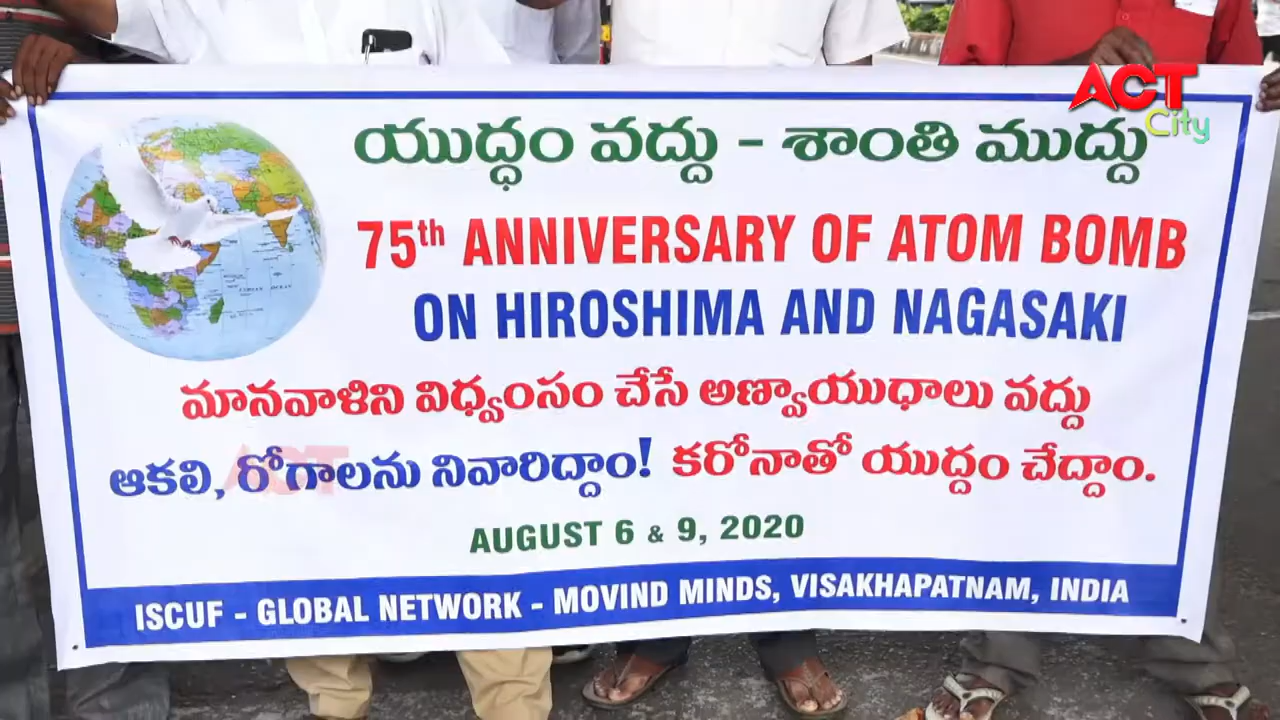 ACT
City
యుద్ధం వద్దు - శాంతి ముద్దు
75th ANNIVERSARY OF ATOM BOMB
ON HIROSHIMA AND NAGASAKI
మానవాళిని విధ్వంసం చేసే అణ్వాయుధాలు వద్దు
ఆకలి, రోగాలను నివారిద్దాం! కరోనాతో యుద్దం చేద్దాం.
ACT
AUGUST 6 & 9, 2020
ISCUF - GLOBAL NETWORK - MOVIND MINDS, VISAKHAPATNAM, INDIA